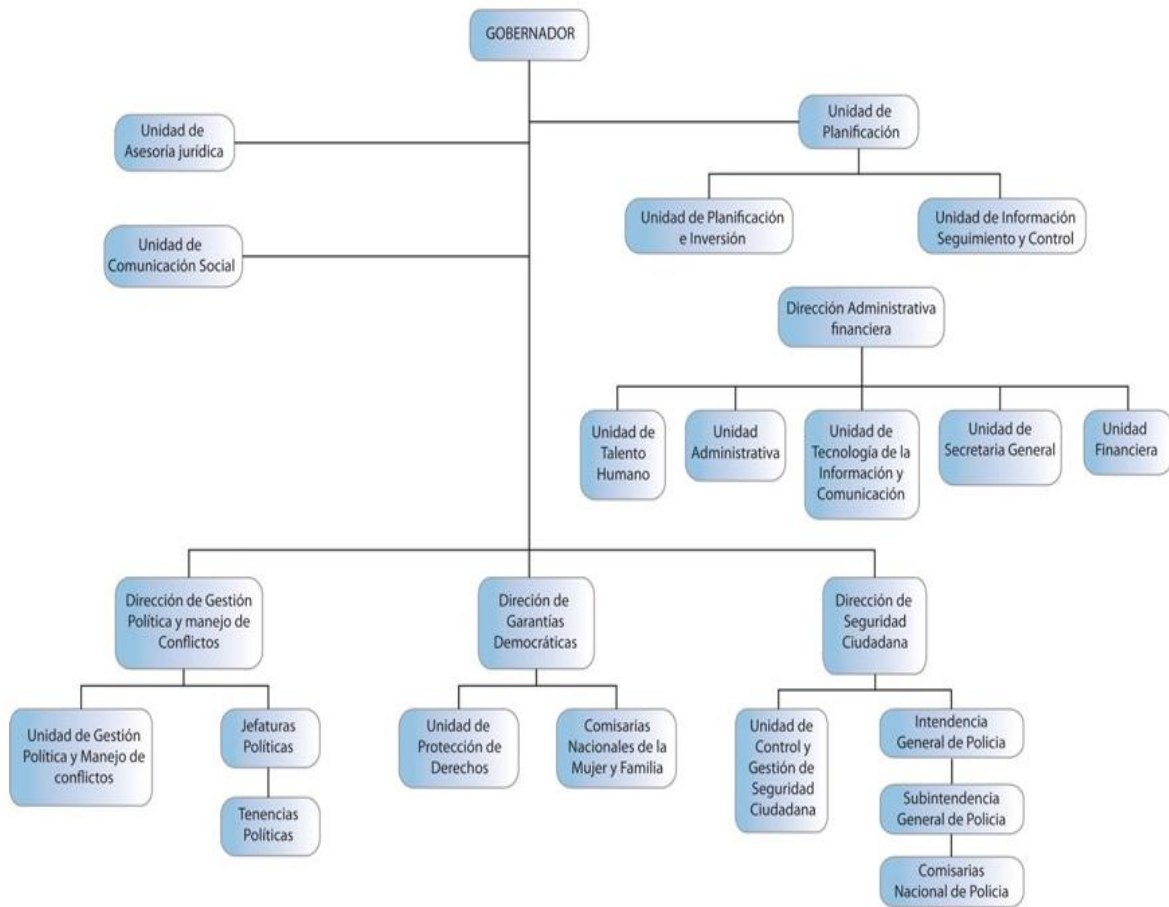 GOBERNADOR
Unidad de
Planificación
Unidad de
Asesoría jurídica
Unidad de Planificación
e Inversión
Unidad de Información
Seguimiento y Control
Unidad de
Comunicación Social
Dirección Administrativa
financiera
Unidad de
Talento
Humano
Unidad
Administrativa
Unidad de
Tecnología de la
Información y
Comunicación
Unidad de
Secretaria General
Unidad
Financiera
Dirección de Gestión
Política y manejo de
Conflictos
Direción de
Garantías
Democráticas
Dirección de
Seguridad
Ciudadana
Unidad de Gestión
Política y Manejo de
conflictos
Jefaturas
Políticas
Tenencias
Políticas
Unidad de
Protección de
Derechos
Comisarias
Nacionales de la
Mujer y Familia
Unidad de
Control y
Gestión de
Seguridad
Ciudadana
Intendencia
General de Policia
Subintendencia
General de Policia
Comisarias
Nacional de Policia